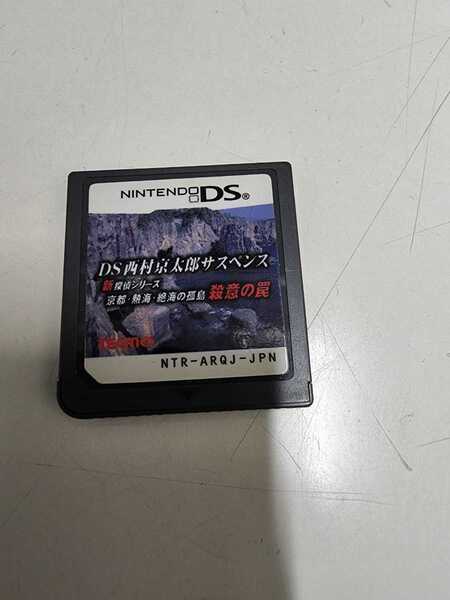 NINTENDO DS®
DS西村京太郎サスペンス
新探偵シリーズ
京都・熱海・絶海の孤島 殺意の罠
TECMO
NTR-ARQJ-JPN